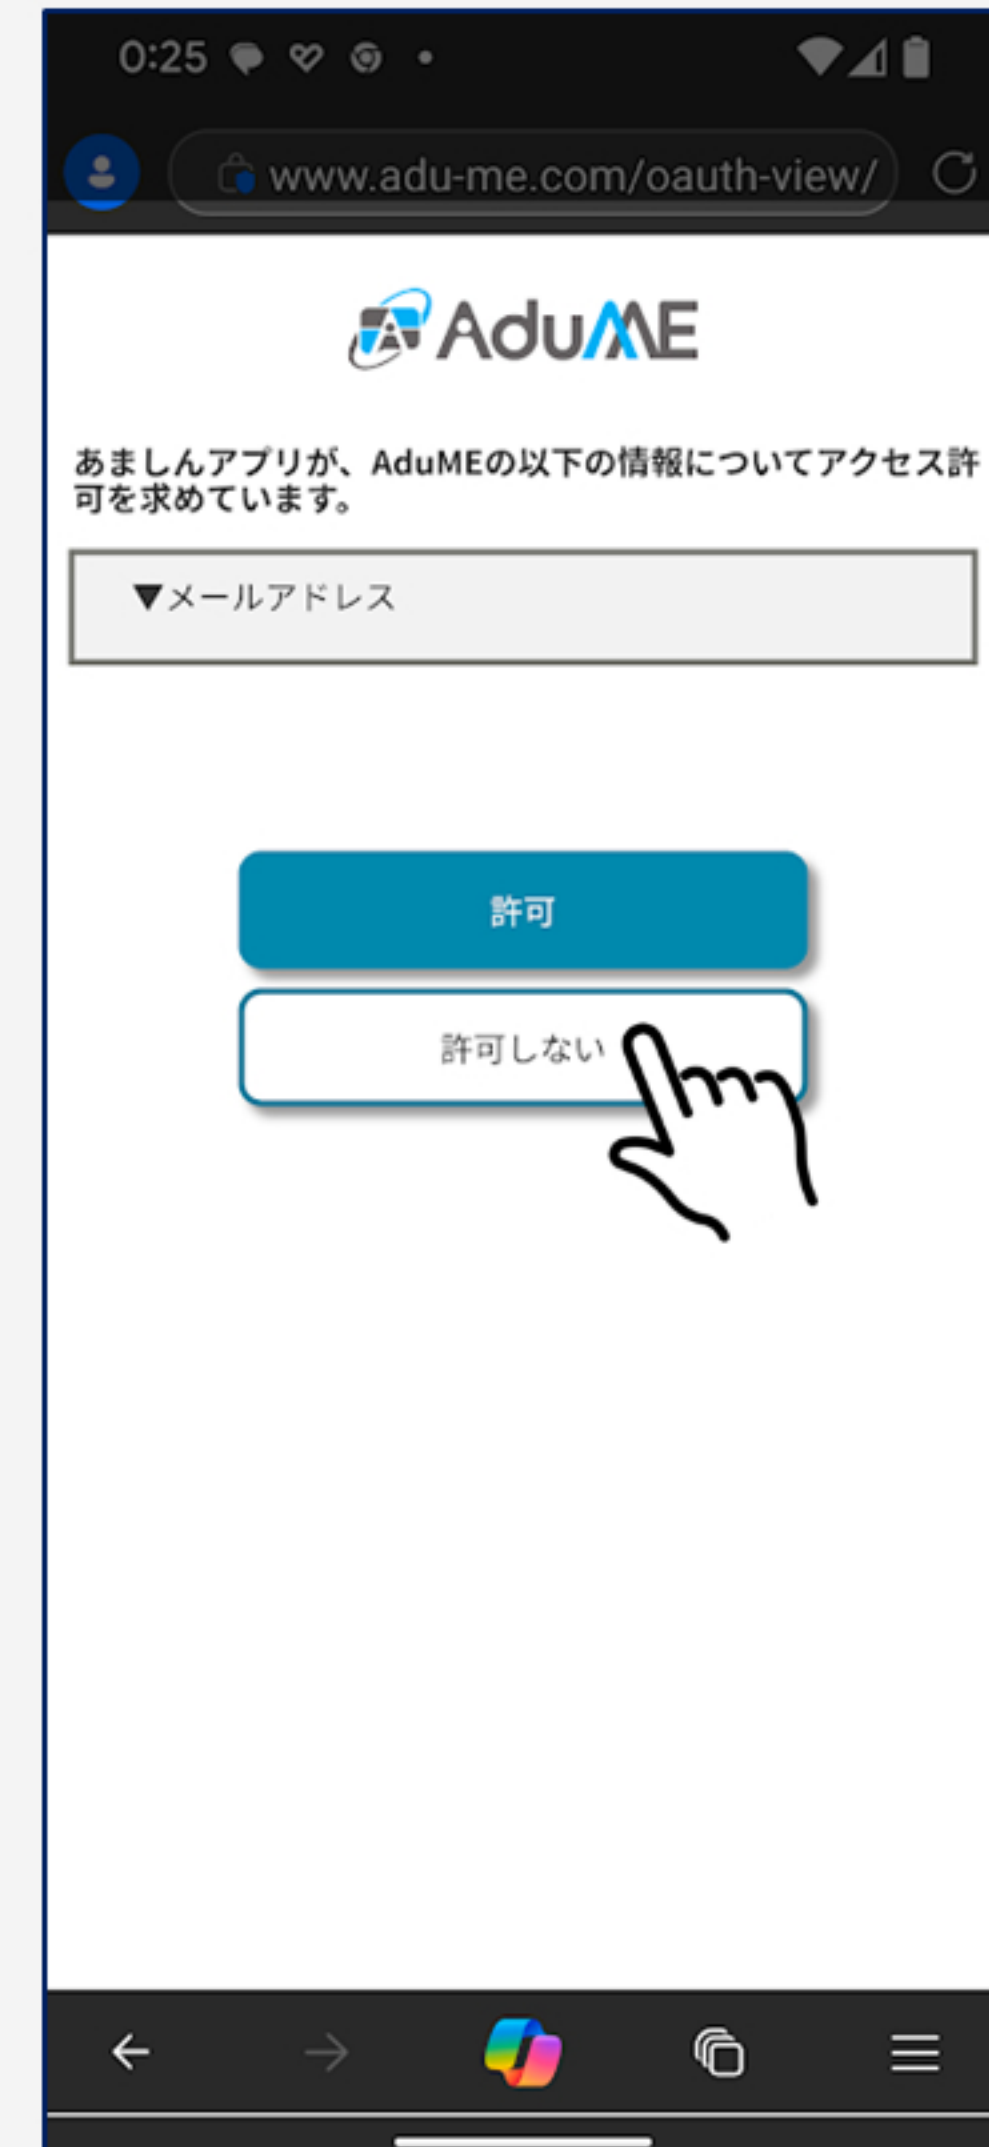 0:25
www.adu-me.com/oauth-view/
AduME
あましんアプリが、AduMEの以下の情報についてアクセス許
可を求めています。
▼メールアドレス
許可
許可しない